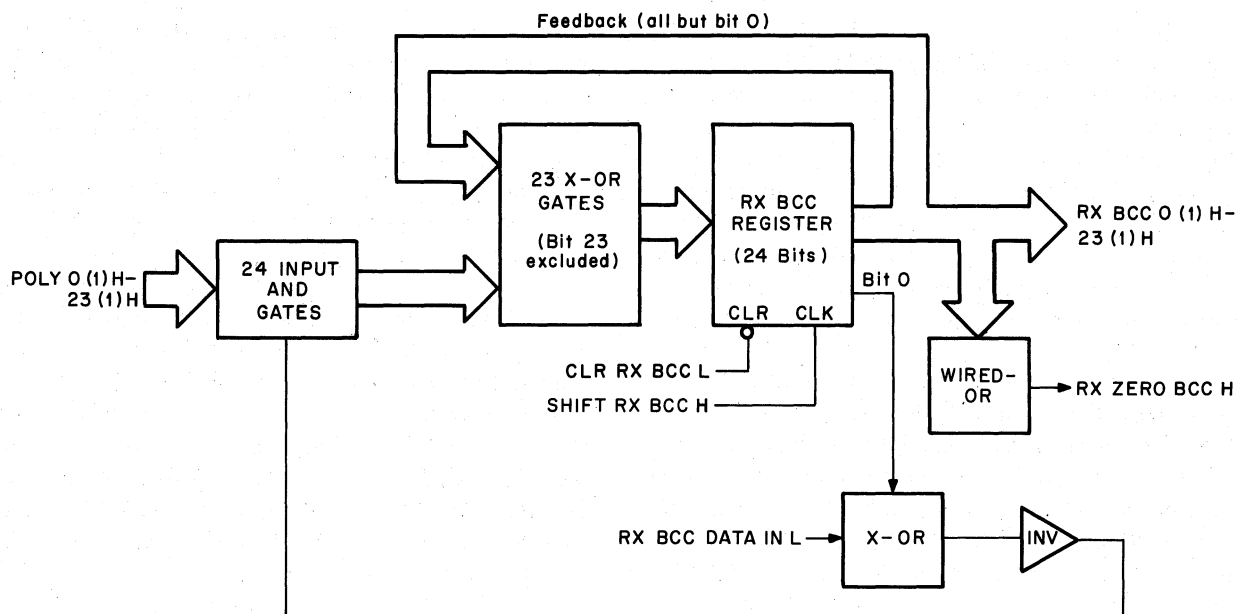 Feedback (all but bit 0)
23 X-OR
GATES
(Bit 23
excluded)
RX BCC
REGISTER
(24 Bits)
CLR CLK
RX BCC 0 (1) H-
23 (1) H
POLY 0 (1) H-
23 (1) H
24 INPUT
AND
GATES
Bit 0
CLR RX BCC L
SHIFT RX BCC H
WIRED-
OR
RX ZERO BCC H
RX BCC DATA IN L
X-OR
INV